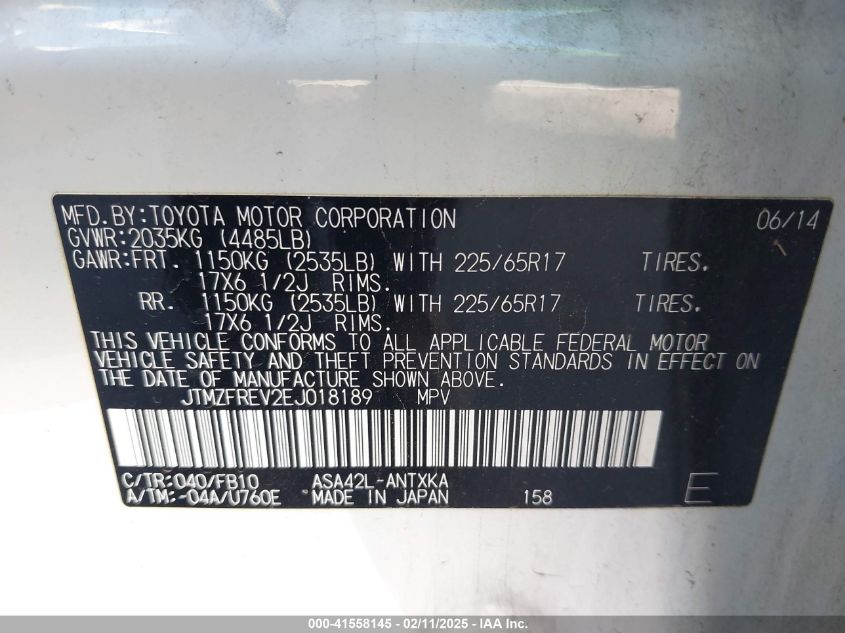 MFD.BY:TOYOTA MOTOR CORPORATION 06/14
GVWR:2035KG (4485LB)
GAWR:FRT. 1150KG (2535LB) WITH 225/65R17 TIRES.
17X6 1/2J RIMS.
RR. 1150KG (2535LB) WITH 225/65R17 TIRES.
17X6 1/2J RIMS.
THIS VEHICLE CONFORMS TO ALL APPLICABLE FEDERAL MOTOR
VEHICLE SAFETY AND THEFT PREVENTION STANDARDS IN EFFECT ON
THE DATE OF MANUFACTURE SHOWN ABOVE.
JTMZFREV2EJ018189 MPV
C/TR:040/FB10 ASA42L-ANTXKA
A/TM:-04A/U760E MADE IN JAPAN 158 E
000-41558145 - 02/11/2025 - IAA Inc.